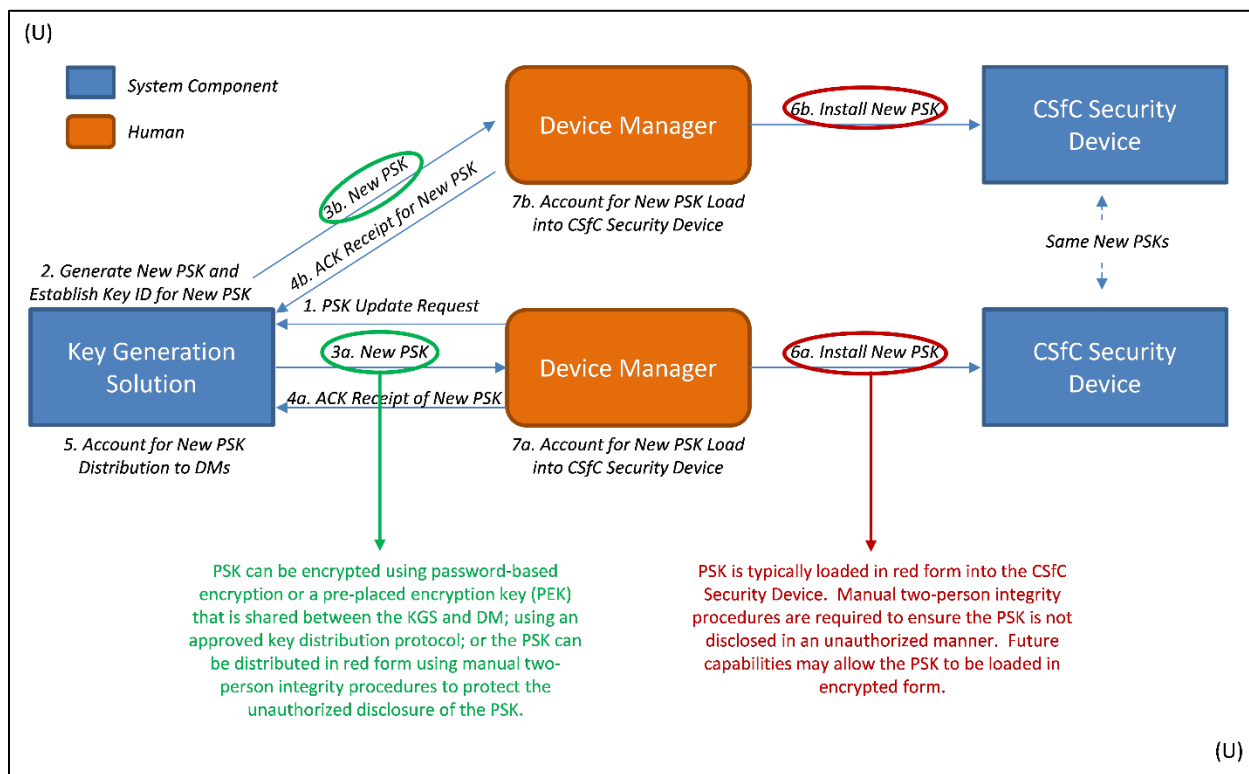 (U)
System Component
Human
Device Manager
6b. Install New PSK
CSfC Security
Device
3b. New PSK
4b. ACK Receipt for New PSK
7b. Account for New PSK Load
into CSfC Security Device
Same New PSKs
2. Generate New PSK and
Establish Key ID for New PSK
1. PSK Update Request
Key Generation
Solution
3a. New PSK
4a. ACK Receipt of New PSK
Device Manager
6a. Install New PSK
CSfC Security
Device
5. Account for New PSK
Distribution to DMs
7a. Account for New PSK Load
into CSfC Security Device
PSK can be encrypted using password-based
encryption or a pre-placed encryption key (PEK)
that is shared between the KGS and DM; using an
approved key distribution protocol; or the PSK can
be distributed in red form using manual two-
person integrity procedures to protect the
unauthorized disclosure of the PSK.
PSK is typically loaded in red form into the CSfC
Security Device.  Manual two-person integrity
procedures are required to ensure the PSK is not
disclosed in an unauthorized manner.  Future
capabilities may allow the PSK to be loaded in
encrypted form.
(U)